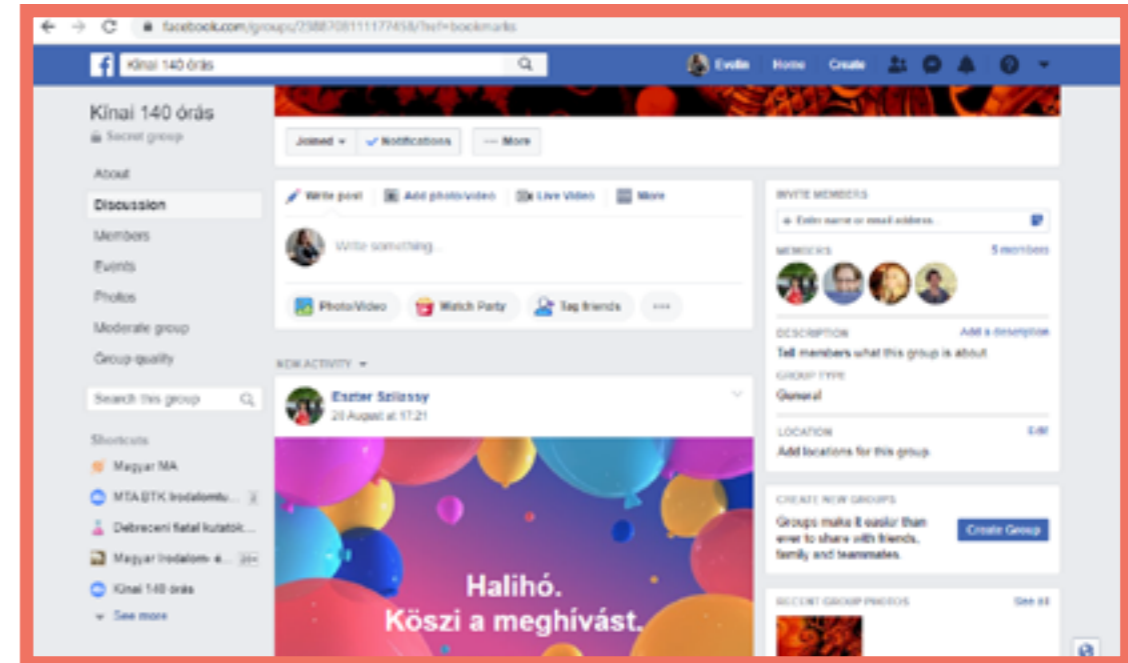 facebook.com/groups/2388708111177458/?ref=bookmarks
Kínai 140 órás
Evelin Home Create
Kínai 140 órás
Secret group
About
Discussion
Members
Events
Photos
Moderate group
Group quality
Search this group
Shortcuts
Magyar MA
MTA BTK Irodalomtu...
Debreceni fiatal kutatók...
Magyar Irodalom- é... 20+
Kínai 140 órás
See more
Joined Notifications More
Write post Add photo/video Live Video More
Write something...
Photo/Video Watch Party Tag friends
NEW ACTIVITY
Eszter Szilassy
20 August at 17:21
Halihó.
Köszi a meghívást.
INVITE MEMBERS
+ Enter name or email address...
MEMBERS 5 members
DESCRIPTION Add a description
Tell members what this group is about
GROUP TYPE
General
LOCATION Edit
Add locations for this group.
CREATE NEW GROUPS
Groups make it easier than
ever to share with friends,
family and teammates.
Create Group
RECENT GROUP PHOTOS See all